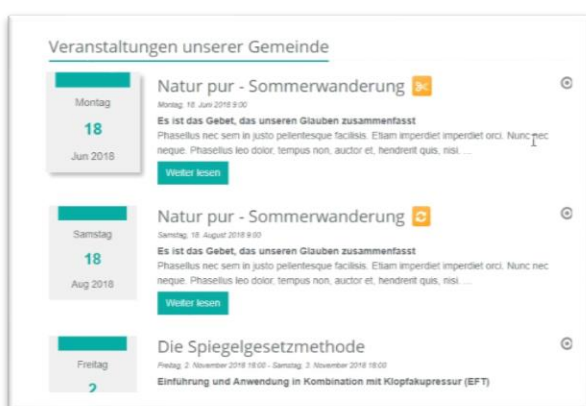 Veranstaltungen unserer Gemeinde
Montag
18
Jun 2018
Natur pur - Sommerwanderung
Montag, 18. Juni 2018 9:00
Es ist das Gebet, das unseren Glauben zusammenfasst
Phasellus nec sem in justo pellentesque facilisis. Etiam imperdiet imperdiet orci. Nunc nec
neque. Phasellus leo dolor, tempus non, auctor et, hendrerit quis, nisi. ...
Weiter lesen
Samstag
18
Aug 2018
Natur pur - Sommerwanderung
Samstag, 18. August 2018 9:00
Es ist das Gebet, das unseren Glauben zusammenfasst
Phasellus nec sem in justo pellentesque facilisis. Etiam imperdiet imperdiet orci. Nunc nec
neque. Phasellus leo dolor, tempus non, auctor et, hendrerit quis, nisi. ...
Weiter lesen
Freitag
2
Die Spiegelgesetzmethode
Freitag, 2. November 2018 18:00 - Samstag, 3. November 2018 18:00
Einführung und Anwendung in Kombination mit Klopfakupressur (EFT)